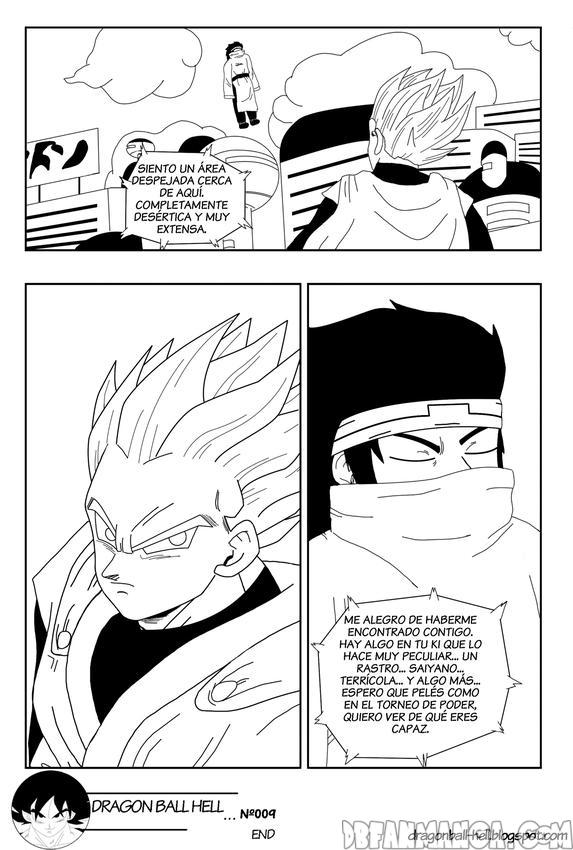 ドン
SIENTO UN ÁREA
DESPEJADA CERCA
DE AQUÍ.
COMPLETAMENTE
DESÉRTICA Y MUY
EXTENSA.
ME ALEGRO DE HABERME
ENCONTRADO CONTIGO.
HAY ALGO EN TU KI QUE LO
HACE MUY PECULIAR... UN
RASTRO... SAIYANO...
TERRÍCOLA... Y ALGO MÁS...
ESPERO QUE PELÉS COMO
EN EL TORNEO DE PODER,
QUIERO VER DE QUÉ ERES
CAPAZ.
DRAGON BALL HELL
... Nº009
END
DBFANMANGA.COM
dragonball-hell.blogspot.com